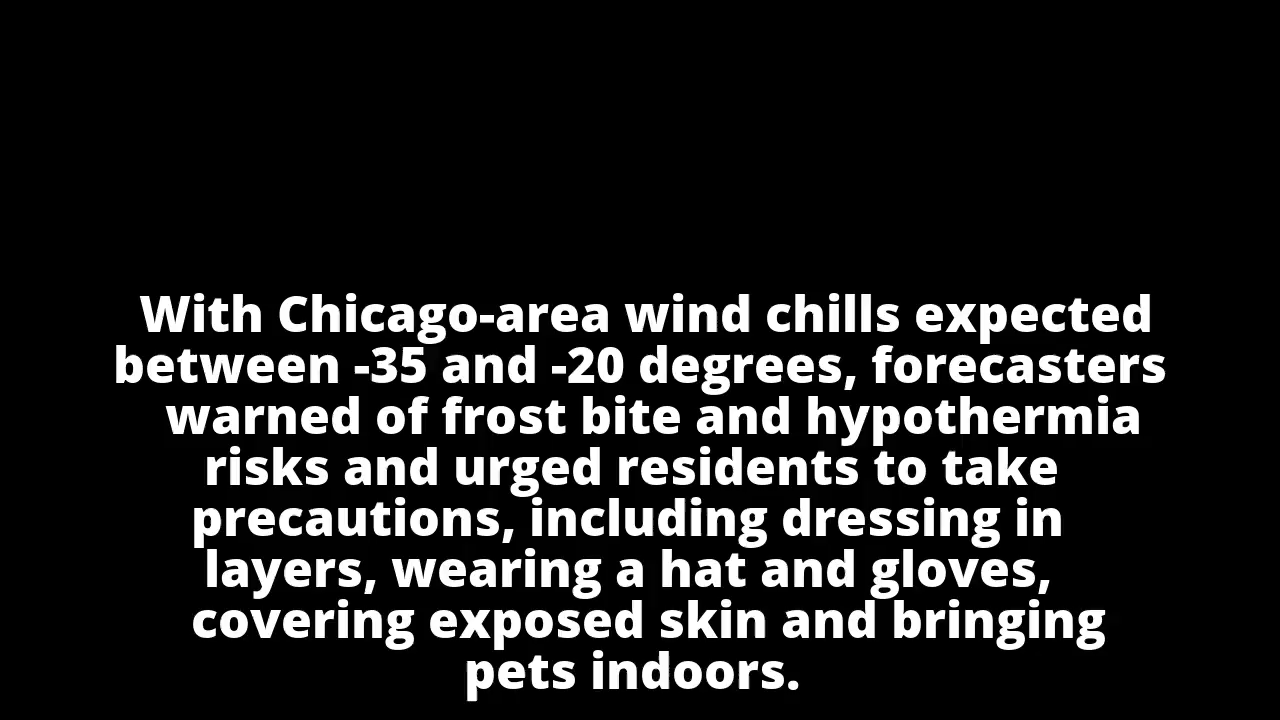 With Chicago-area wind chills expected
between -35 and -20 degrees, forecasters
warned of frost bite and hypothermia
risks and urged residents to take
precautions, including dressing in
layers, wearing a hat and gloves,
covering exposed skin and bringing
pets indoors.